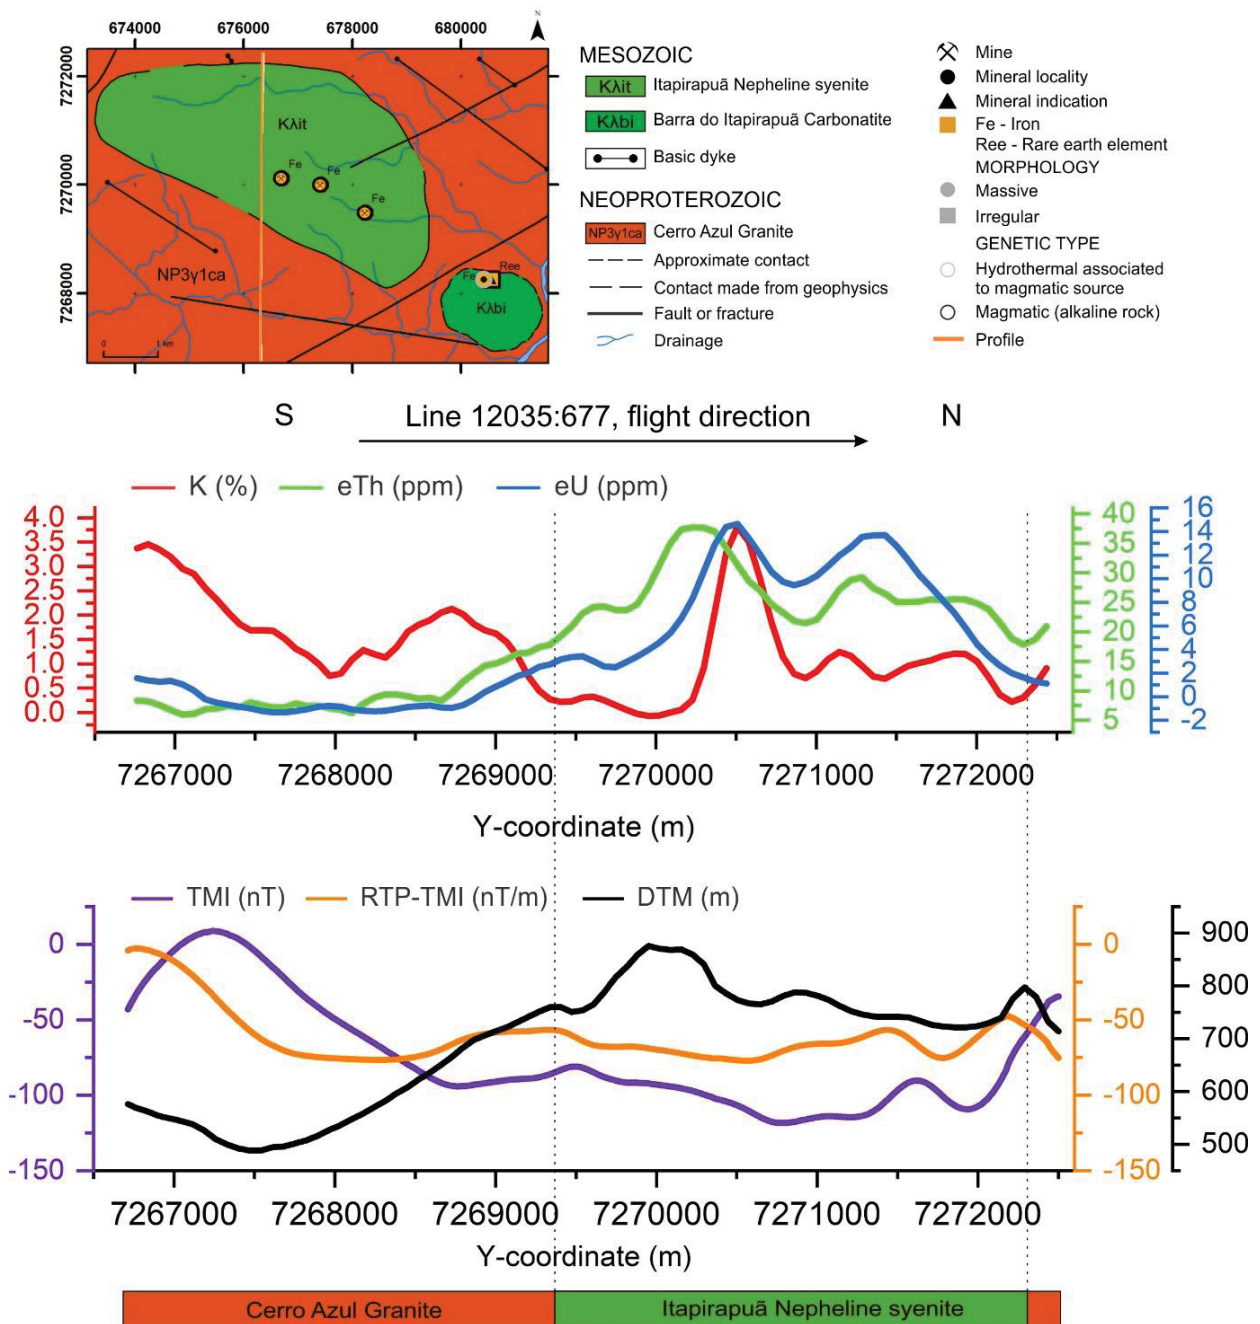 674000 676000 678000 680000
N
7272000
7270000
7268000
Kλit
Fe
Fe
Fe
NP3γ1ca
Fe
Ree
Kλbi
0 1 km
MESOZOIC
Kλit Itapirapuã Nepheline syenite
Kλbi Barra do Itapirapuã Carbonatite
Basic dyke
NEOPROTEROZOIC
NP3γ1ca Cerro Azul Granite
Approximate contact
Contact made from geophysics
Fault or fracture
Drainage
Mine
Mineral locality
Mineral indication
Fe - Iron
Ree - Rare earth element
MORPHOLOGY
Massive
Irregular
GENETIC TYPE
Hydrothermal associated
to magmatic source
Magmatic (alkaline rock)
Profile
S Line 12035:677, flight direction N
K (%) eTh (ppm) eU (ppm)
4.0
3.5
3.0
2.5
2.0
1.5
1.0
0.5
0.0
40
35
30
25
20
15
10
5
16
14
12
10
8
6
4
2
0
-2
7267000 7268000 7269000 7270000 7271000 7272000
Y-coordinate (m)
TMI (nT) RTP-TMI (nT/m) DTM (m)
0
-50
-100
-150
0
-50
-100
-150
900
800
700
600
500
7267000 7268000 7269000 7270000 7271000 7272000
Y-coordinate (m)
Cerro Azul Granite Itapirapuã Nepheline syenite